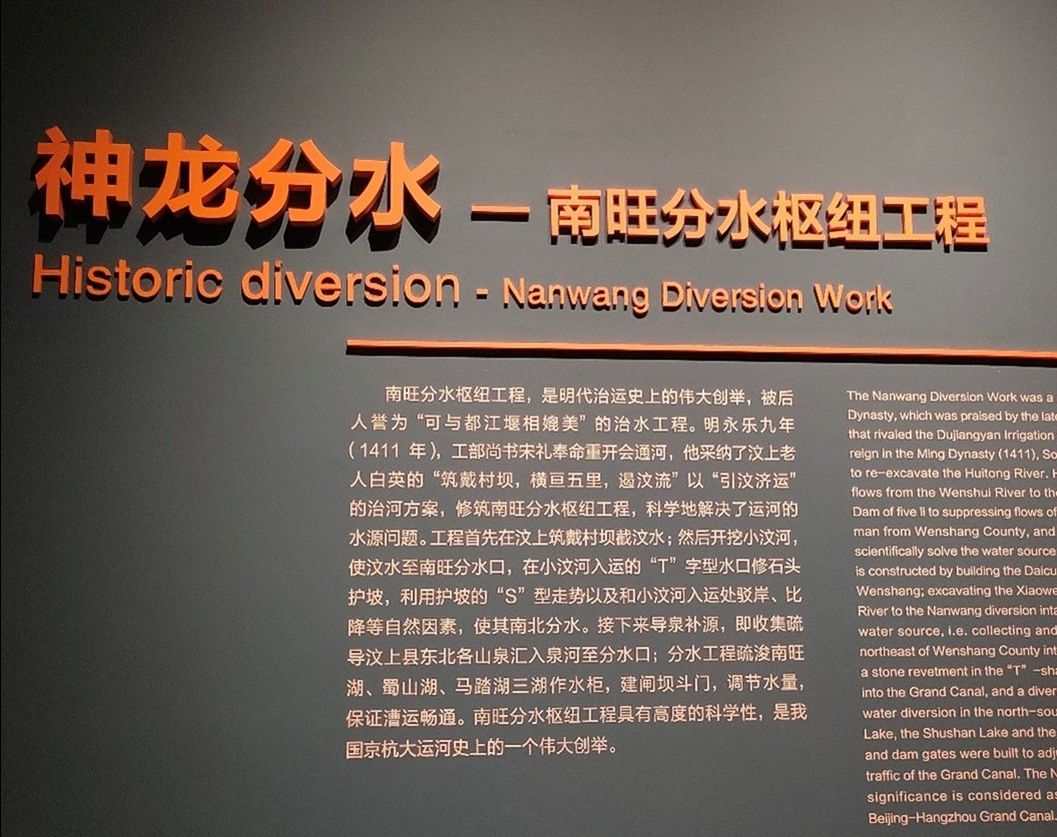 神龙分水 — 南旺分水枢纽工程
Historic diversion - Nanwang Diversion Work
南旺分水枢纽工程，是明代治运史上的伟大创举，被后
人誉为“可与都江堰相媲美”的治水工程。明永乐九年
（1411 年），工部尚书宋礼奉命重开会通河，他采纳了汶上老
人白英的“筑戴村坝，横亘五里，遏汶流”以“引汶济运”
的治河方案，修筑南旺分水枢纽工程，科学地解决了运河的
水源问题。工程首先在汶上筑戴村坝截汶水；然后开挖小汶河，
使汶水至南旺分水口，在小汶河入运的“T”字型水口修石头
护坡，利用护坡的“S”型走势以及和小汶河入运处驳岸、比
降等自然因素，使其南北分水。接下来导泉补源，即收集疏
导汶上县东北各山泉汇入泉河至分水口；分水工程疏浚南旺
湖、蜀山湖、马踏湖三湖作水柜，建闸坝斗门，调节水量，
保证漕运畅通。南旺分水枢纽工程具有高度的科学性，是我
国京杭大运河史上的一个伟大创举。
The Nanwang Diversion Work was a
Dynasty, which was praised by the
that rivaled the Dujiangyan Irrigation
reign in the Ming Dynasty (1411),
to re-excavate the Huitong River.
flows from the Wenshui River to
Dam of five li to suppressing flows of
man from Wenshang County, and
scientifically solve the water source
is constructed by building the
Wenshang; excavating the
River to the Nanwang diversion
water source, i.e. collecting and
northeast of Wenshang County
a stone revetment in the “T”
into the Grand Canal, and a
water diversion in the
Lake, the Shushan Lake and the
and dam gates were built to
traffic of the Grand Canal. The
significance is considered
Beijing-Hangzhou Grand Canal.